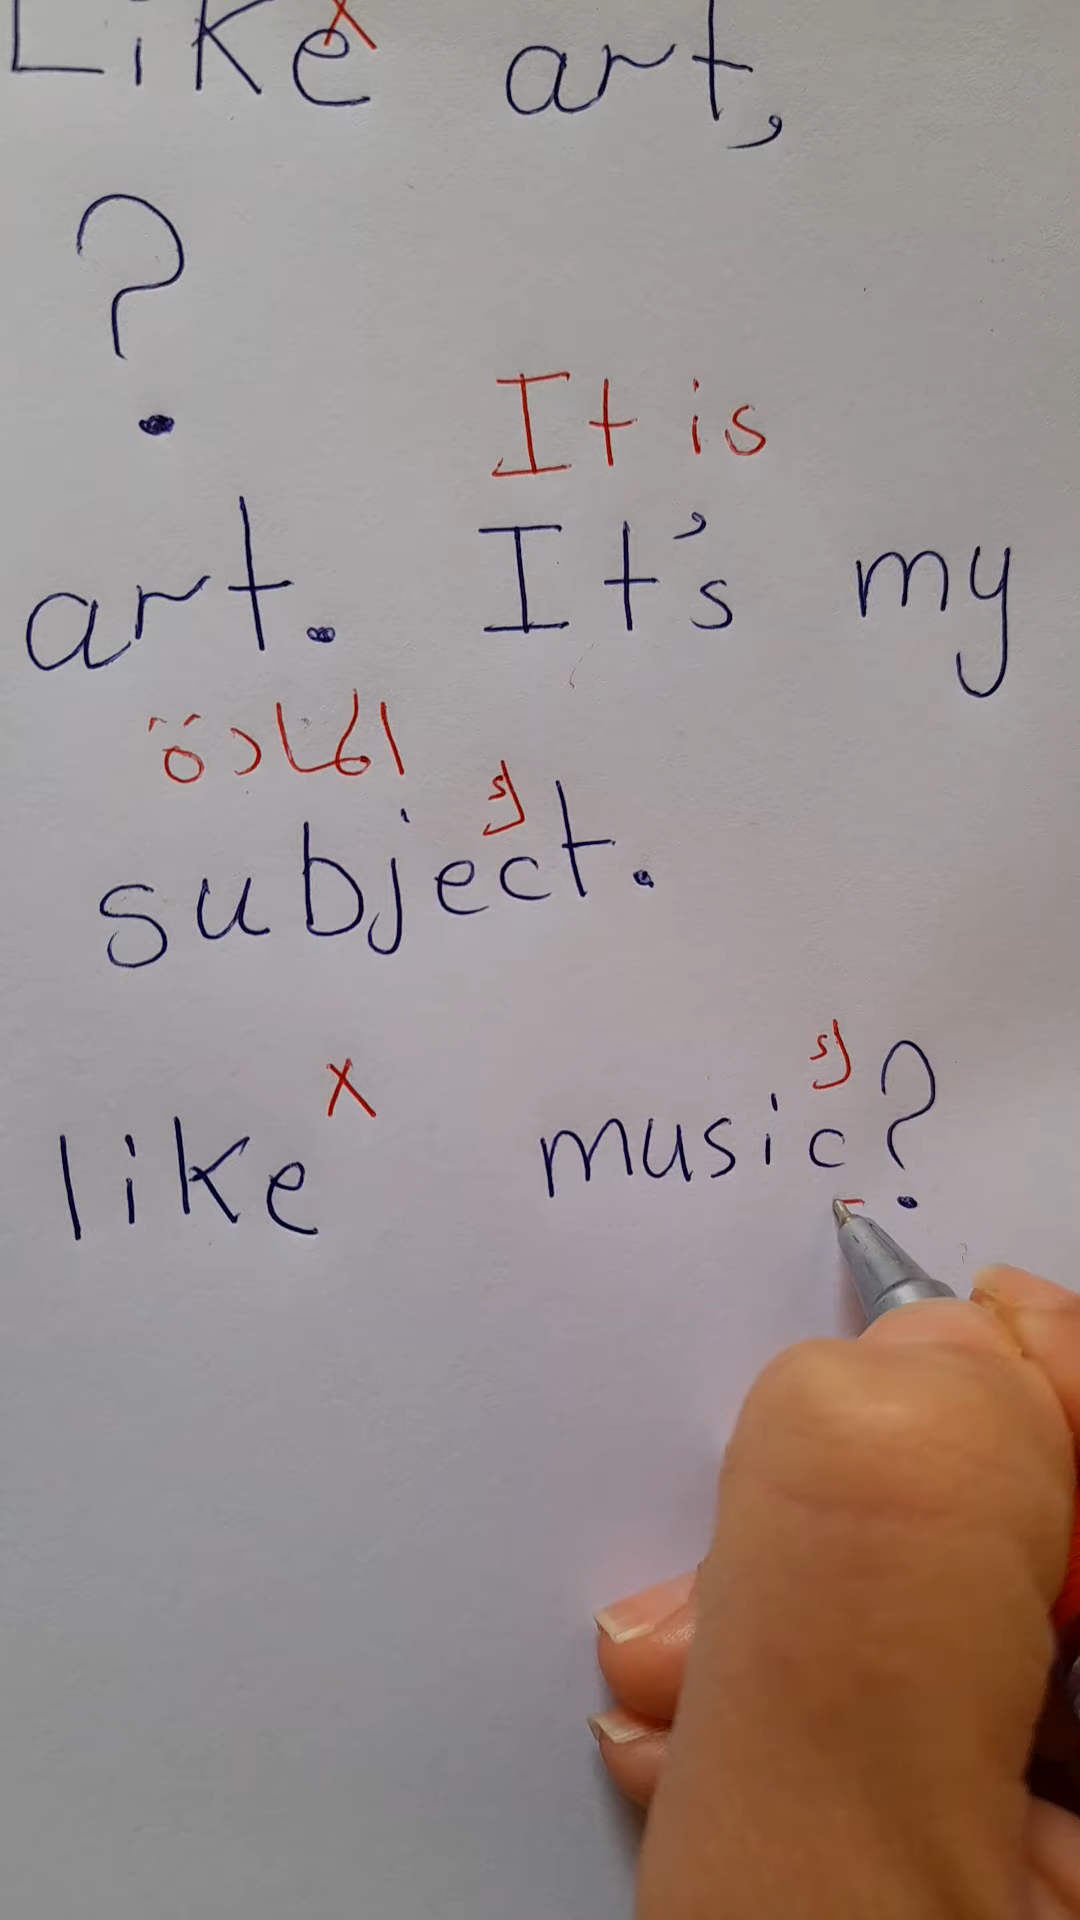 Like x art,
?
It is
art. It's my
المادة
ك
subject.
x ك
like music?